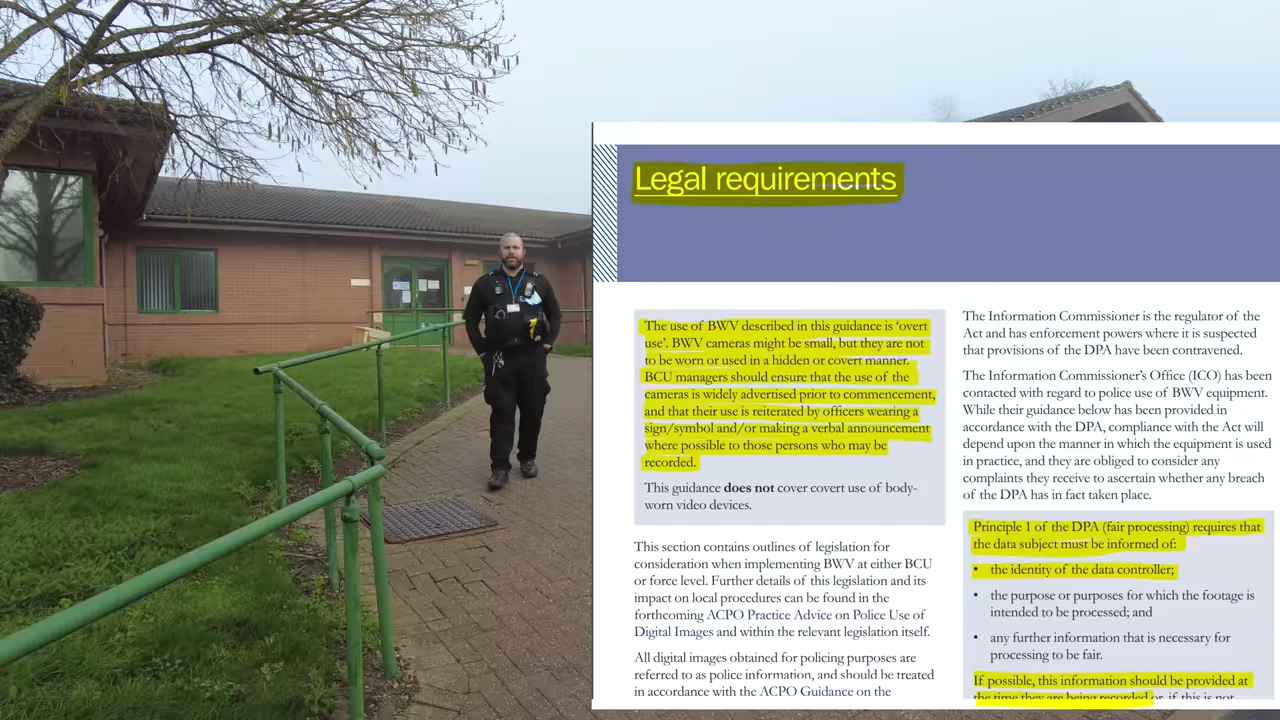 Legal requirements
The use of BWV described in this guidance is ‘overt
use’. BWV cameras might be small, but they are not
to be worn or used in a hidden or covert manner.
BCU managers should ensure that the use of the
cameras is widely advertised prior to commencement,
and that their use is reiterated by officers wearing a
sign/symbol and/or making a verbal announcement
where possible to those persons who may be
recorded.
This guidance does not cover covert use of body-
worn video devices.
This section contains outlines of legislation for
consideration when implementing BWV at either BCU
or force level. Further details of this legislation and its
impact on local procedures can be found in the
forthcoming ACPO Practice Advice on Police Use of
Digital Images and within the relevant legislation itself.
All digital images obtained for policing purposes are
referred to as police information, and should be treated
in accordance with the ACPO Guidance on the
The Information Commissioner is the regulator of the
Act and has enforcement powers where it is suspected
that provisions of the DPA have been contravened.
The Information Commissioner’s Office (ICO) has been
contacted with regard to police use of BWV equipment.
While their guidance below has been provided in
accordance with the DPA, compliance with the Act will
depend upon the manner in which the equipment is used
in practice, and they are obliged to consider any
complaints they receive to ascertain whether any breach
of the DPA has in fact taken place.
Principle 1 of the DPA (fair processing) requires that
the data subject must be informed of:
• the identity of the data controller;
• the purpose or purposes for which the footage is
intended to be processed; and
• any further information that is necessary for
processing to be fair.
If possible, this information should be provided at
the time they are being recorded or, if this is not